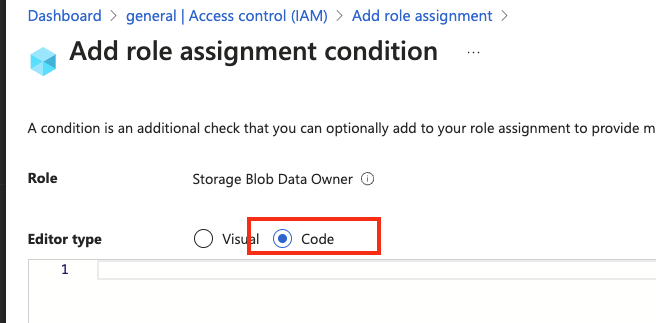 Dashboard > general | Access control (IAM) > Add role assignment >
Add role assignment condition ...
A condition is an additional check that you can optionally add to your role assignment to provide m
Role Storage Blob Data Owner
Editor type Visual Code
1